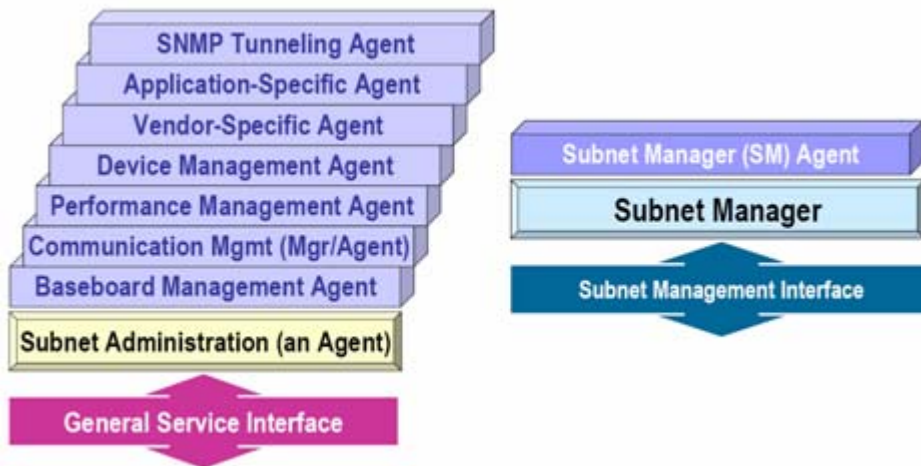 SNMP Tunneling Agent
Application-Specific Agent
Vendor-Specific Agent
Device Management Agent
Performance Management Agent
Communication Mgmt (Mgr/Agent)
Baseboard Management Agent
Subnet Administration (an Agent)
General Service Interface
Subnet Manager (SM) Agent
Subnet Manager
Subnet Management Interface